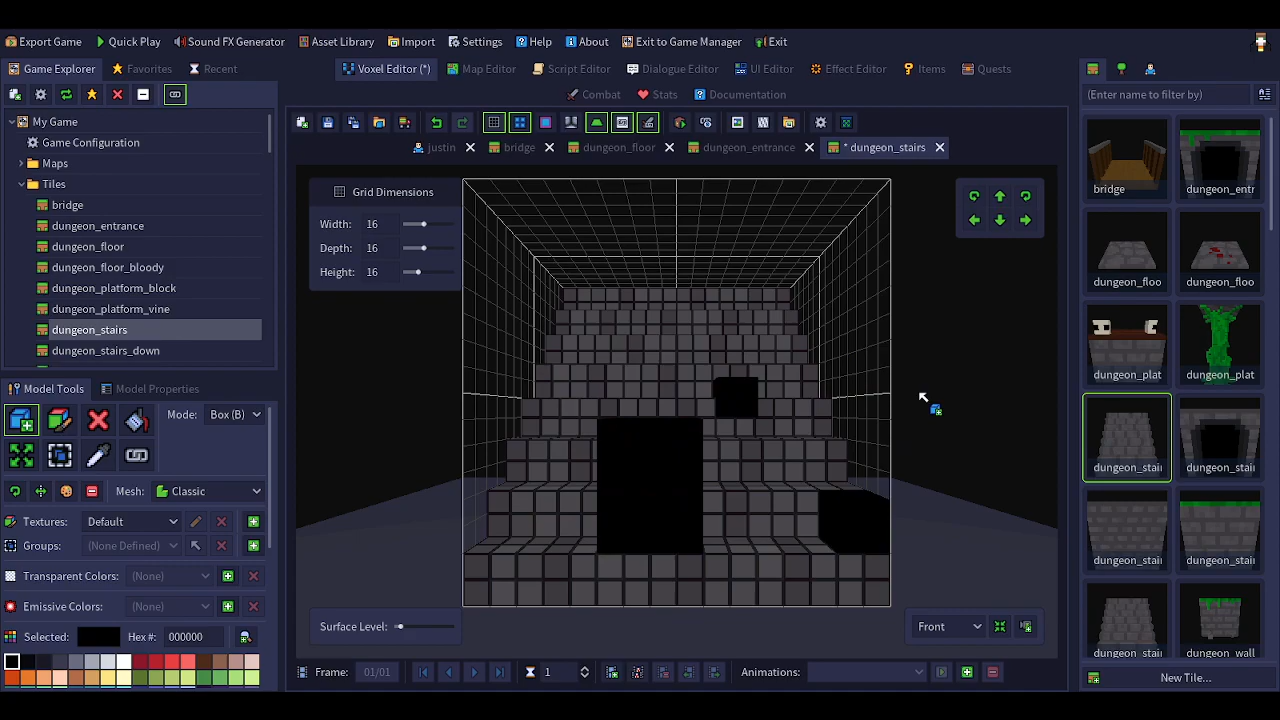 Export Game Quick Play Sound FX Generator Asset Library Import Settings Help About Exit to Game Manager Exit
Game Explorer Favorites Recent Voxel Editor (*) Map Editor Script Editor Dialogue Editor UI Editor Effect Editor Items Quests
Combat Stats Documentation
(Enter name to filter by)
My Game
Game Configuration
Maps
Tiles
bridge
dungeon_entrance
dungeon_floor
dungeon_floor_bloody
dungeon_platform_block
dungeon_platform_vine
dungeon_stairs
dungeon_stairs_down
justin bridge dungeon_floor dungeon_entrance * dungeon_stairs
Grid Dimensions
Width: 16
Depth: 16
Height: 16
Surface Level:
Front
Model Tools Model Properties
Mode: Box (B)
Mesh: Classic
Textures: Default
Groups: (None Defined)
Transparent Colors: (None)
Emissive Colors: (None)
Selected: Hex #: 000000
Frame: 01/01 1 Animations:
bridge dungeon_entr
dungeon_floo dungeon_floo
dungeon_plat dungeon_plat
dungeon_stair dungeon_stair
dungeon_stair dungeon_stair
dungeon_stair dungeon_wall
New Tile...